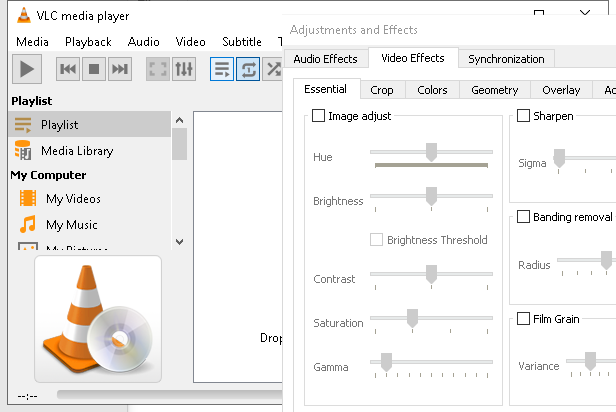 VLC media player
Media Playback Audio Video Subtitle T
Adjustments and Effects
Audio Effects Video Effects Synchronization
Essential Crop Colors Geometry Overlay
Playlist
Playlist
Media Library
My Computer
My Videos
My Music
My Pictures
Drop
--:--
Image adjust
Hue
Brightness
Brightness Threshold
Contrast
Saturation
Gamma
Sharpen
Sigma
Banding removal
Radius
Film Grain
Variance